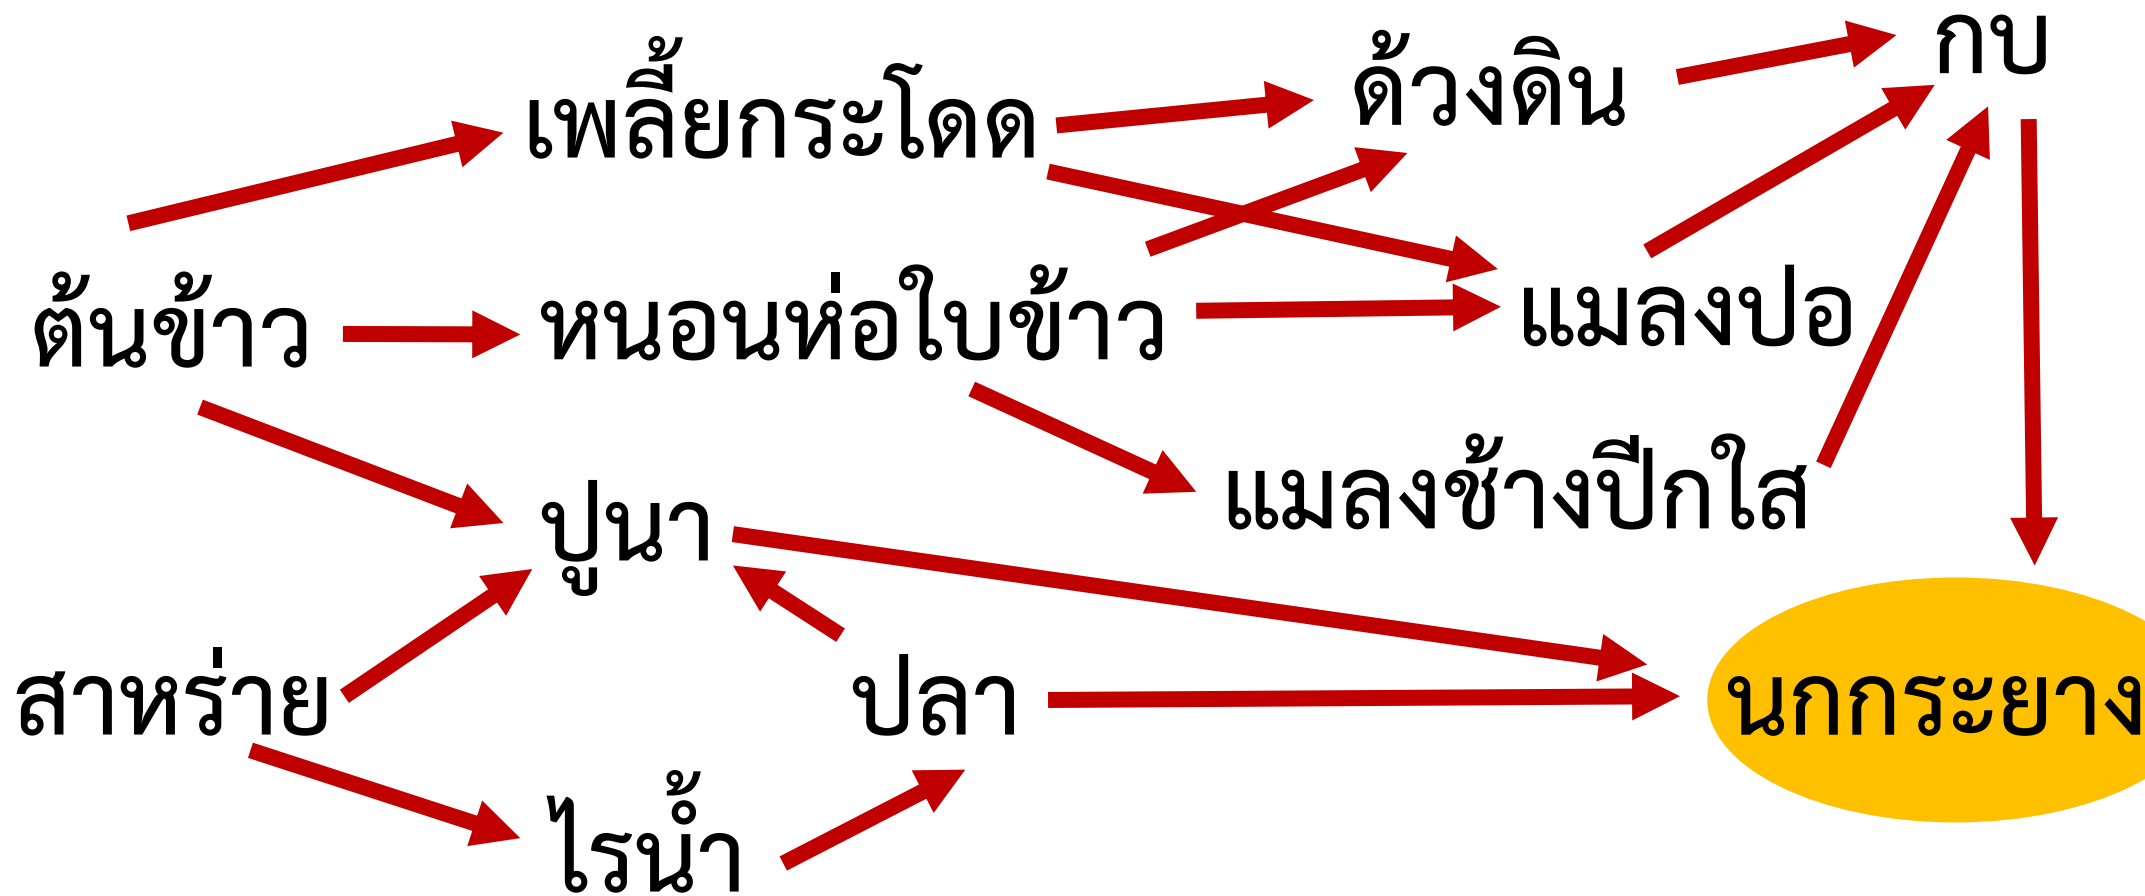 กบ
ด้วงดิน
เพลี้ยกระโดด
ต้นข้าว
หนอนห่อใบข้าว
แมลงปอ
แมลงช้างปีกใส
ปูนา
สาหร่าย
ปลา
นกกระยาง
ไรน้ำ